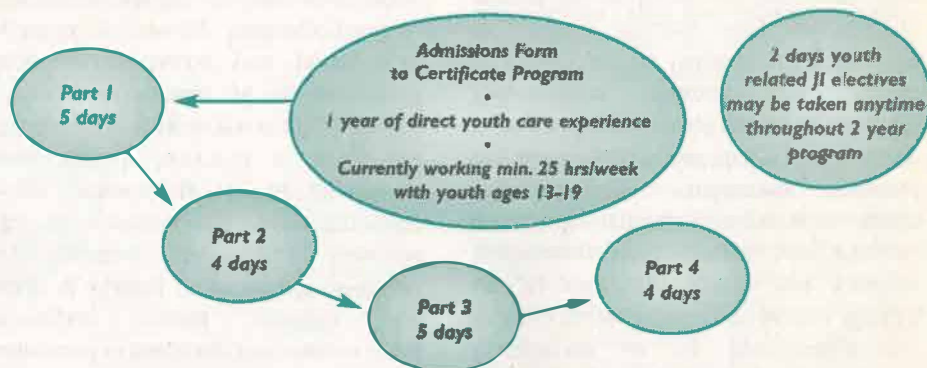 Admissions Form
to Certificate Program
•
1 year of direct youth care experience
•
Currently working min. 25 hrs/week
with youth ages 13-19
2 days youth
related JI electives
may be taken anytime
throughout 2 year
program
Part 1
5 days
Part 2
4 days
Part 3
5 days
Part 4
4 days